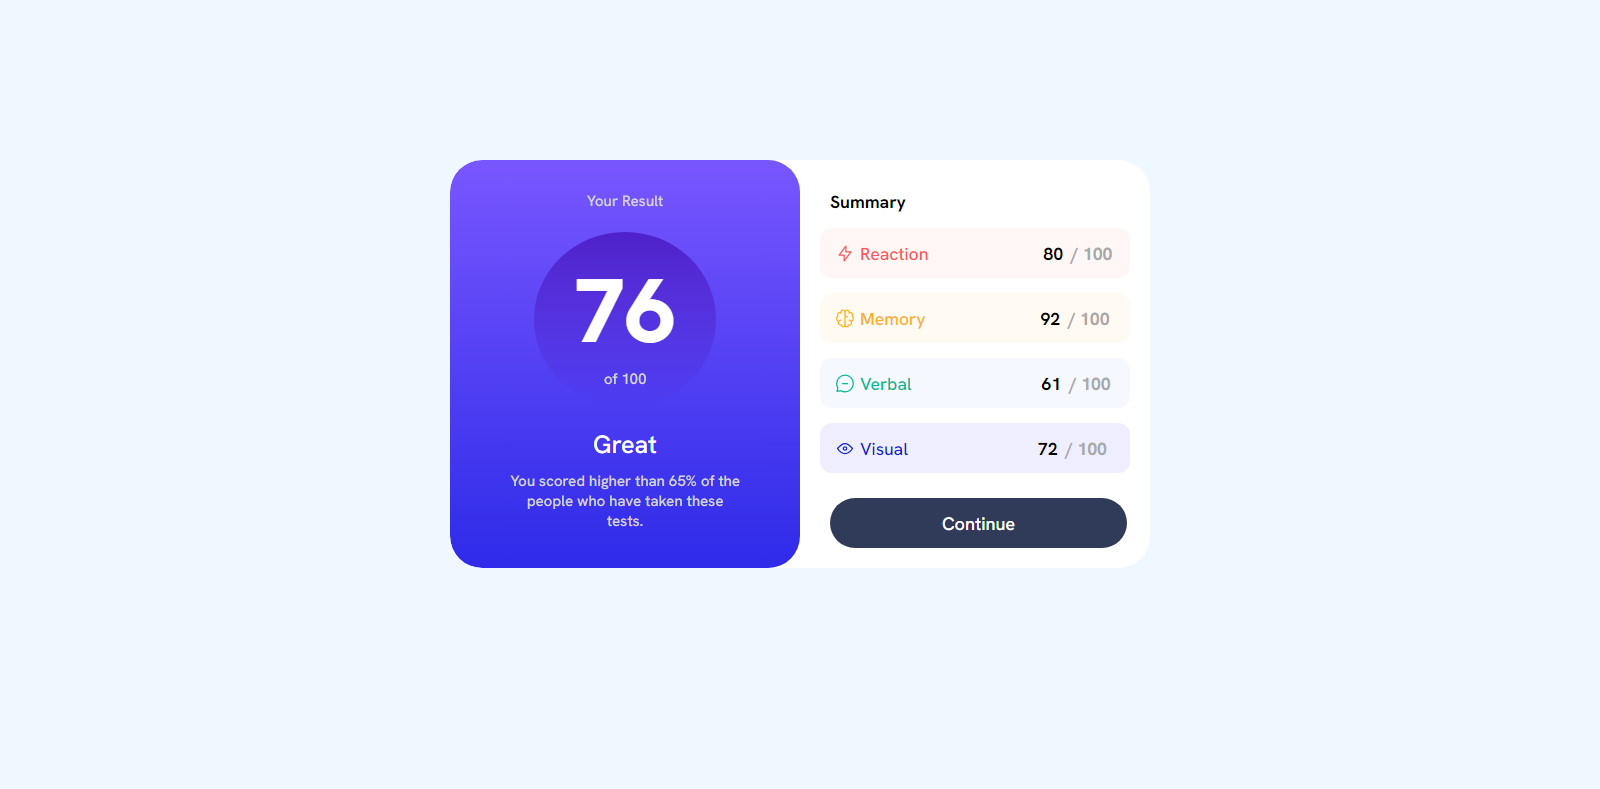 Your Result
76
of 100
Great
You scored higher than 65% of the
people who have taken these
tests.
Summary
Reaction 80 / 100
Memory 92 / 100
Verbal 61 / 100
Visual 72 / 100
Continue